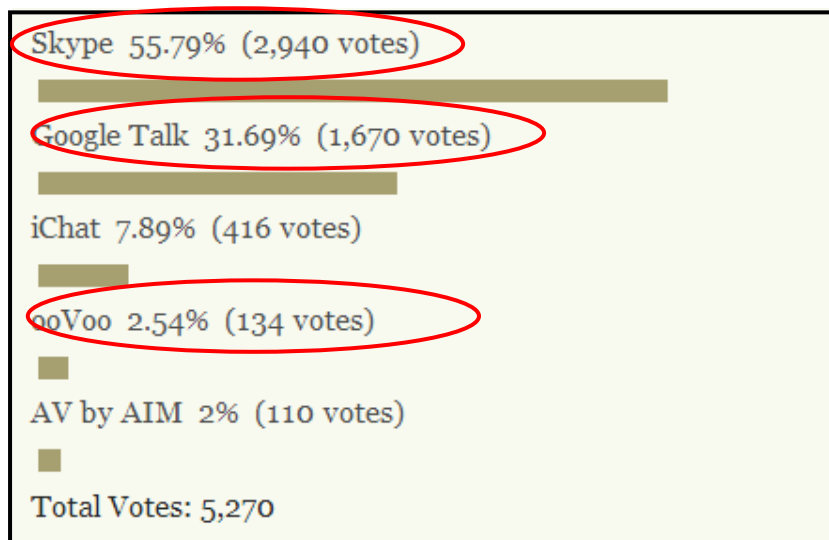 Skype 55.79% (2,940 votes)
Google Talk 31.69% (1,670 votes)
iChat 7.89% (416 votes)
ooVoo 2.54% (134 votes)
AV by AIM 2% (110 votes)
Total Votes: 5,270